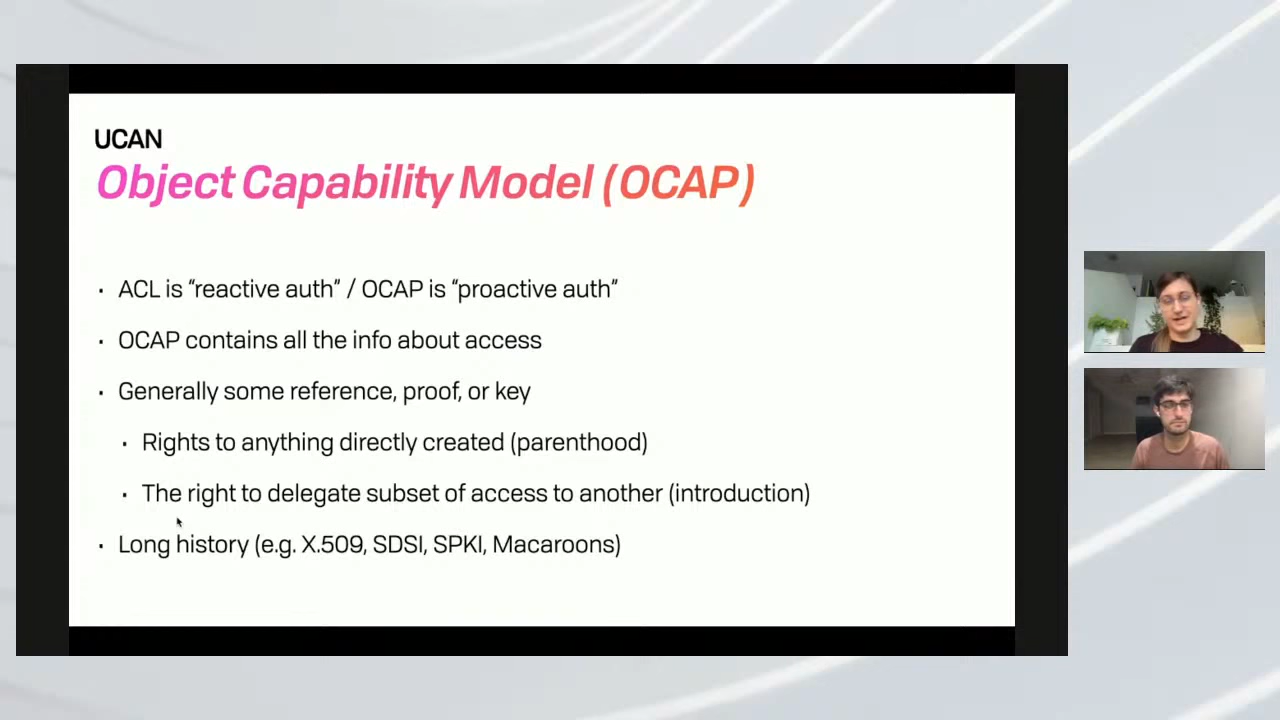 UCAN
Object Capability Model (OCAP)
· ACL is “reactive auth” / OCAP is “proactive auth”
· OCAP contains all the info about access
· Generally some reference, proof, or key
· Rights to anything directly created (parenthood)
· The right to delegate subset of access to another (introduction)
· Long history (e.g. X.509, SDSI, SPKI, Macaroons)